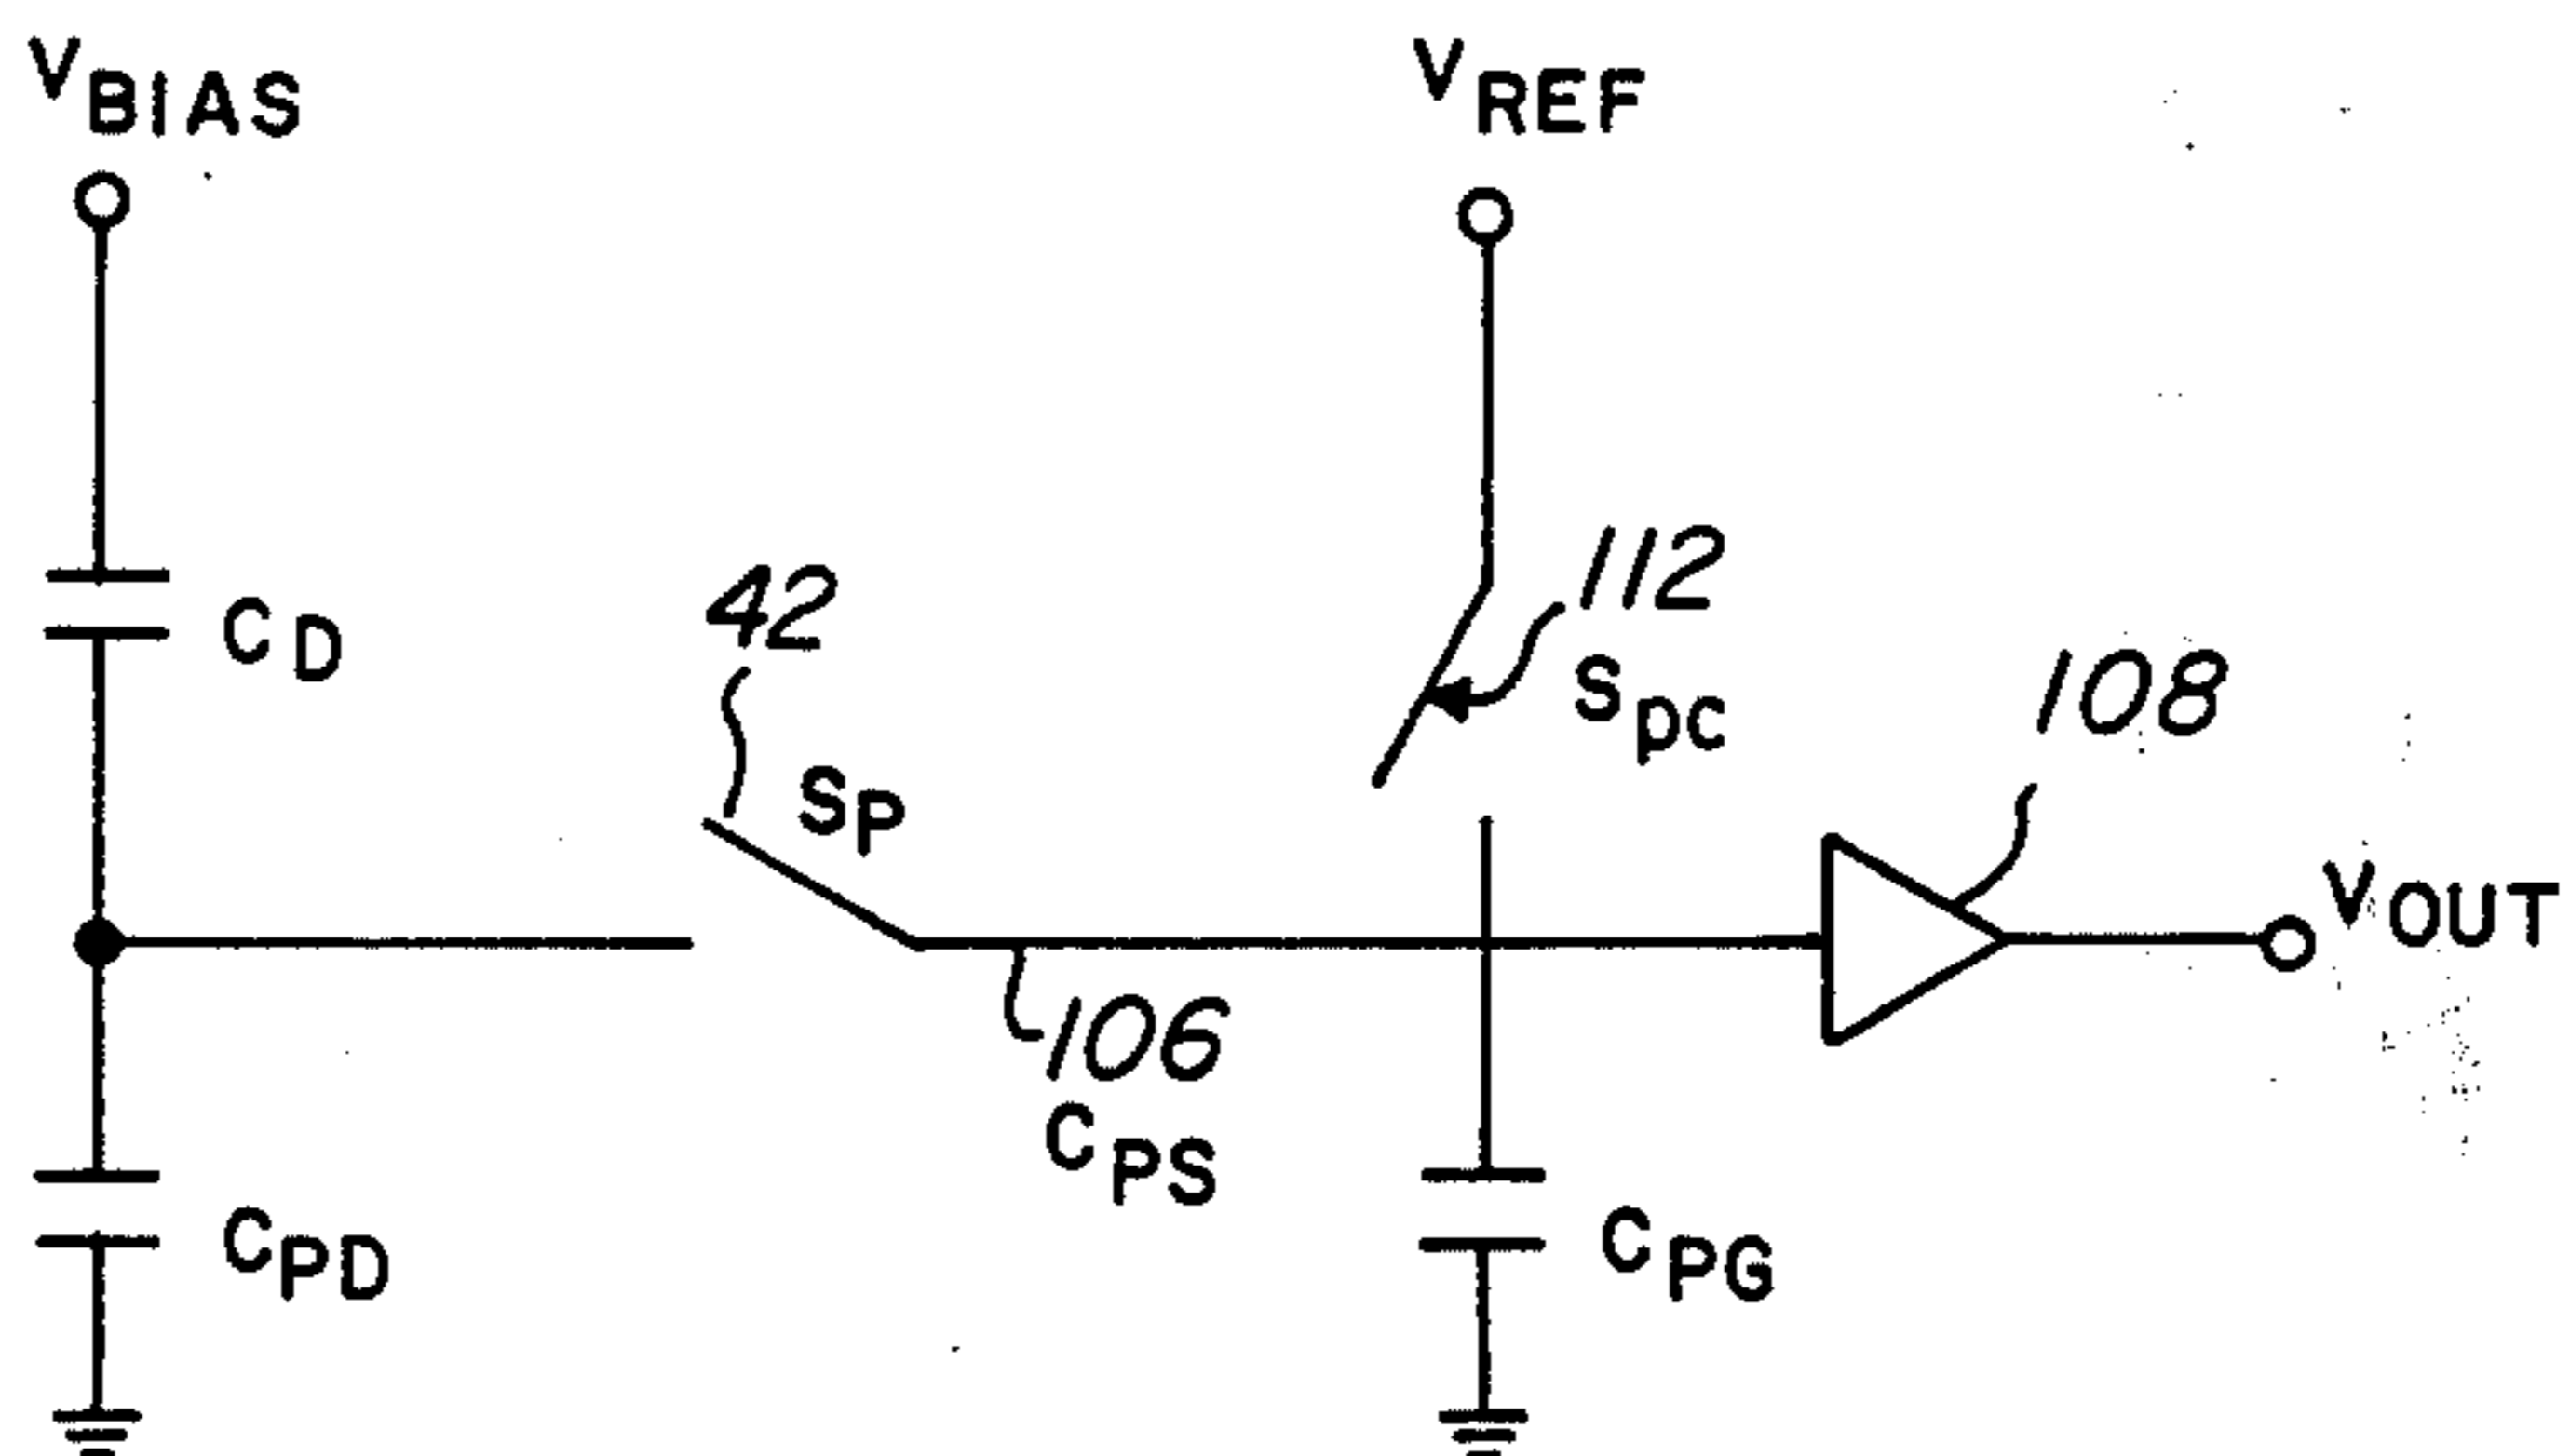 VBIAS
VREF
CD
42
SP
112
SPC
108
VOUT
106
CPS
CPD
CPG